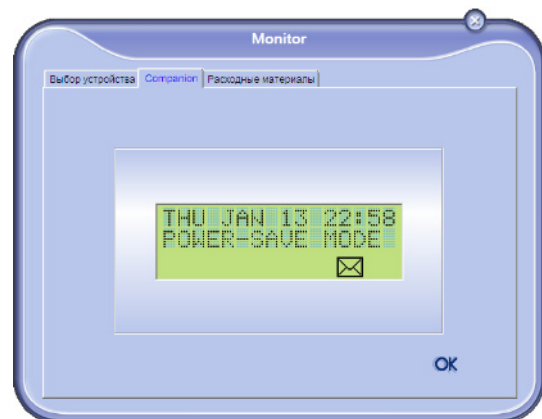 Monitor
Выбор устройства Companion Расходные материалы
THU JAN 13 22:58
POWER-SAVE MODE
OK